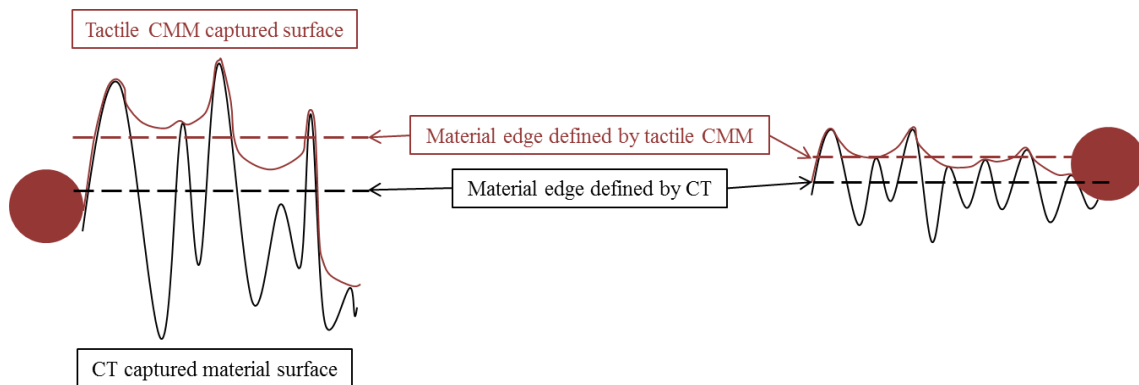 Tactile CMM captured surface
Material edge defined by tactile CMM
Material edge defined by CT
CT captured material surface